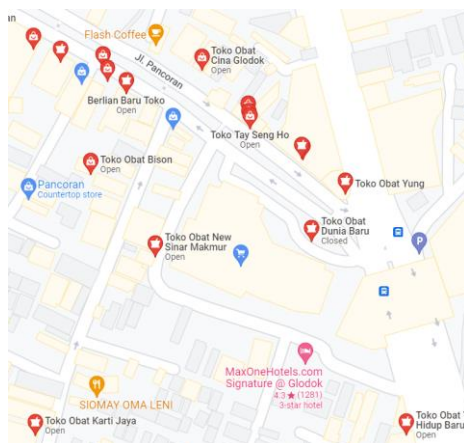 an
Flash Coffee
Jl. Pancoran
Toko Obat
Cina Glodok
Open
Berlian Baru Toko
Open
Toko Tay Seng Ho
Open
Toko Obat Bison
Open
Toko Obat Yung
Pancoran
Countertop store
Toko Obat
Dunia Baru
Closed
P
Toko Obat New
Sinar Makmur
Open
MaxOneHotels.com
Signature @ Glodok
4.3 ★ (1281)
3-star hotel
SIOMAY OMA LENI
Toko Obat Karti Jaya
Open
Toko Obat
Hidup Baru
Open